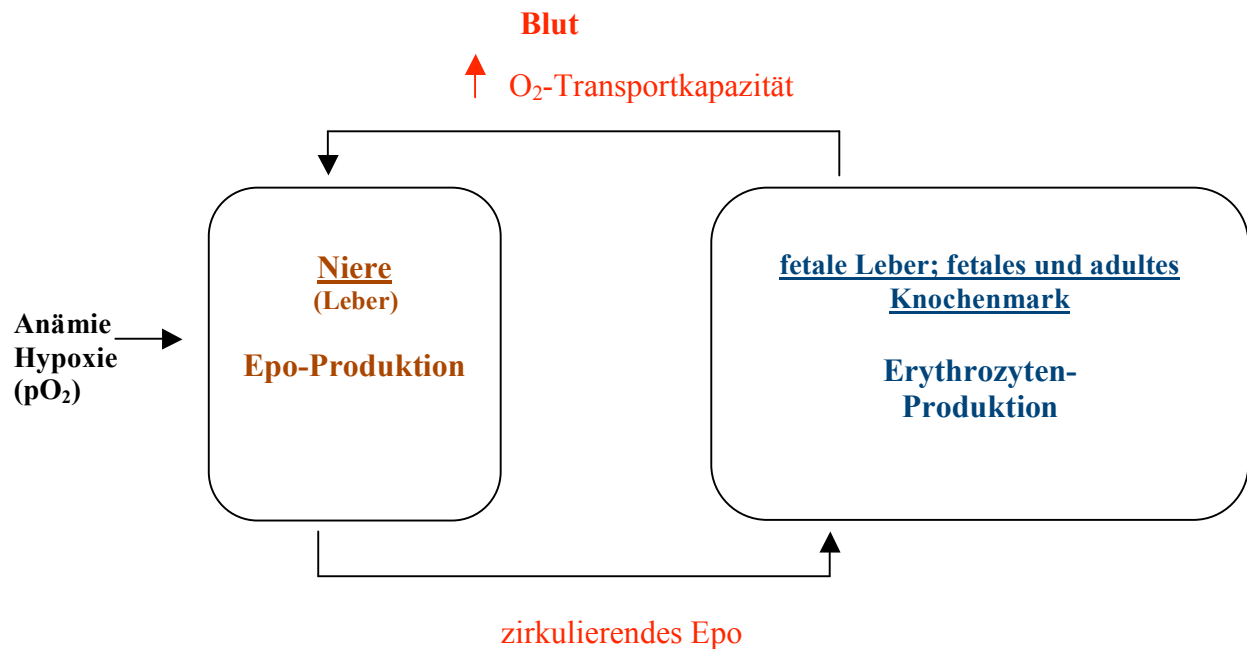 Blut
O₂-Transportkapazität
Niere
(Leber)
Epo-Produktion
fetale Leber; fetales und adultes
Knochenmark
Erythrozyten-
Produktion
Anämie
Hypoxie
(pO₂)
zirkulierendes Epo